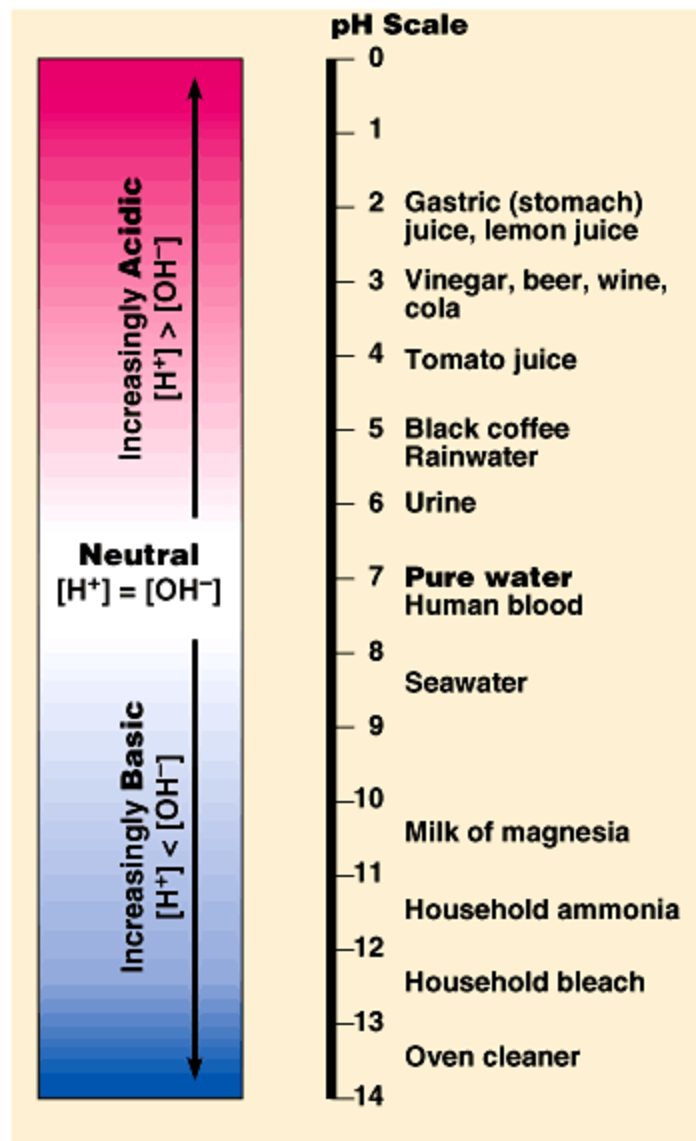 pH Scale
0
1
2 Gastric (stomach)
juice, lemon juice
3 Vinegar, beer, wine,
cola
4 Tomato juice
5 Black coffee
Rainwater
6 Urine
7 Pure water
Human blood
8
Seawater
9
10
Milk of magnesia
11
Household ammonia
12
Household bleach
13
Oven cleaner
14
Increasingly Acidic
[H⁺] > [OH⁻]
Neutral
[H⁺] = [OH⁻]
Increasingly Basic
[H⁺] < [OH⁻]